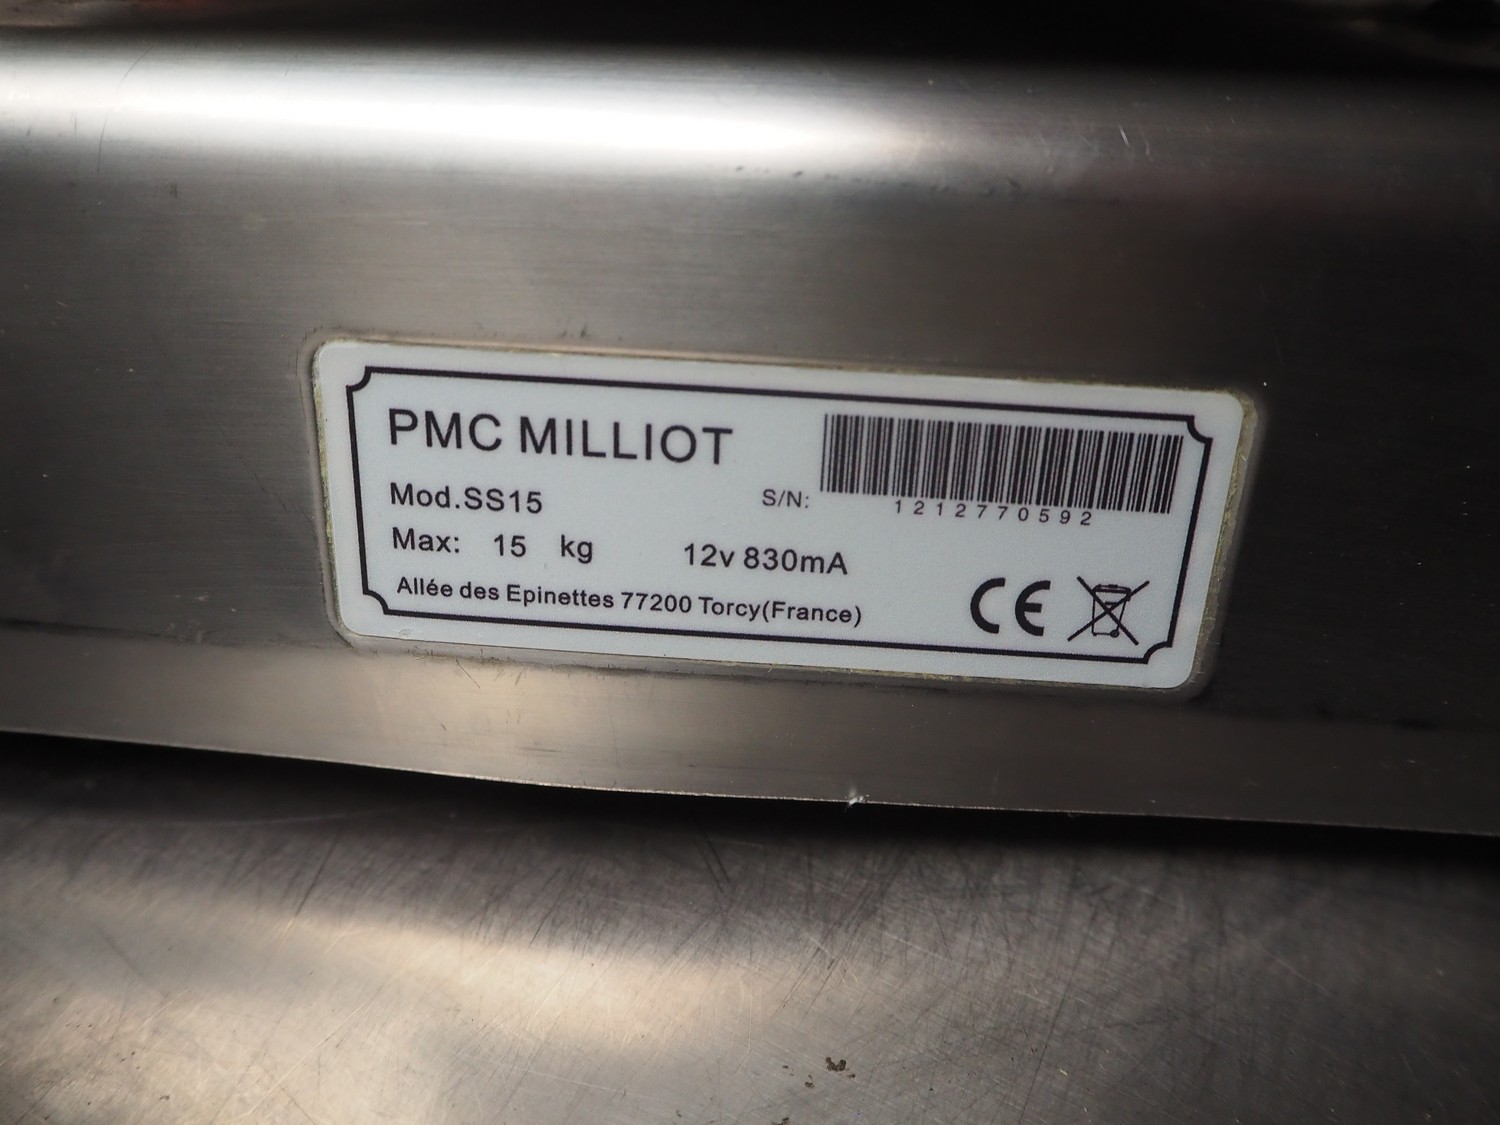 PMC MILLIOT
Mod.SS15
S/N:
1212770592
Max: 15 kg 12v 830mA
Allée des Epinettes 77200 Torcy(France)
CE